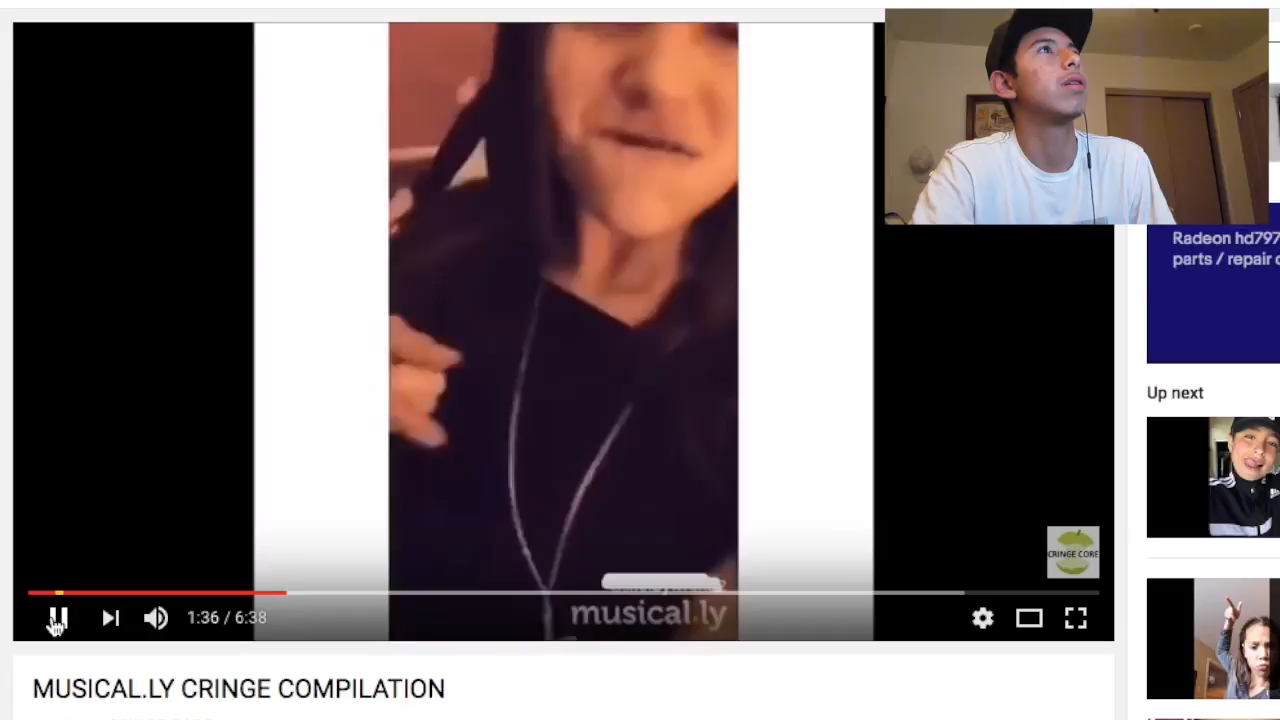 Radeon hd797
parts / repair
Up next
CRINGE CORE
1:36 / 6:38
musical.ly
MUSICAL.LY CRINGE COMPILATION